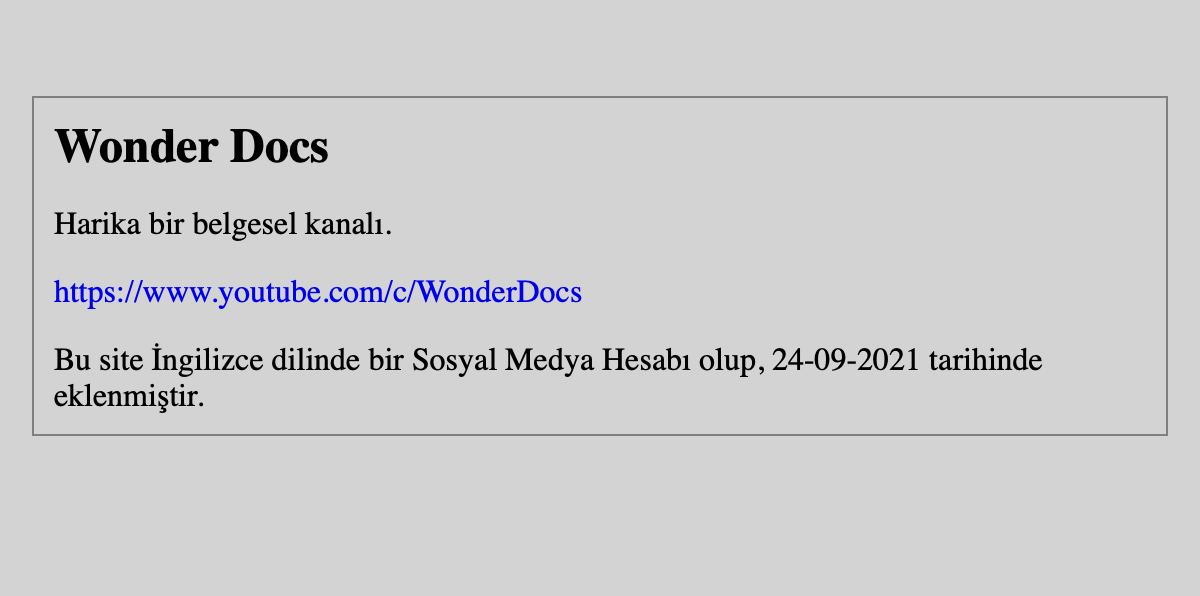 Wonder Docs
Harika bir belgesel kanalı.
https://www.youtube.com/c/WonderDocs
Bu site İngilizce dilinde bir Sosyal Medya Hesabı olup, 24-09-2021 tarihinde
eklenmiştir.